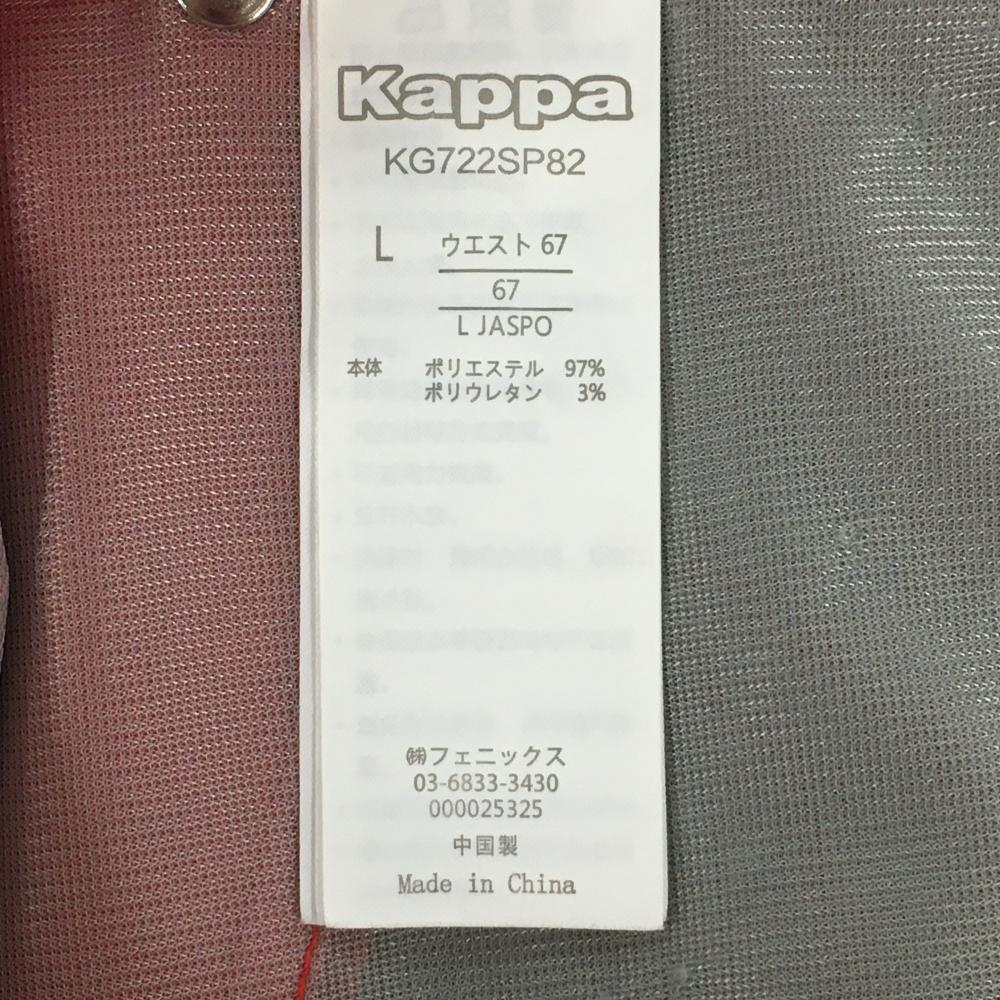 Kappa
KG722SP82
L ウエスト 67
67
L JASPO
本体 ポリエステル 97%
ポリウレタン 3%
㈱フェニックス
03-6833-3430
000025325
中国製
Made in China